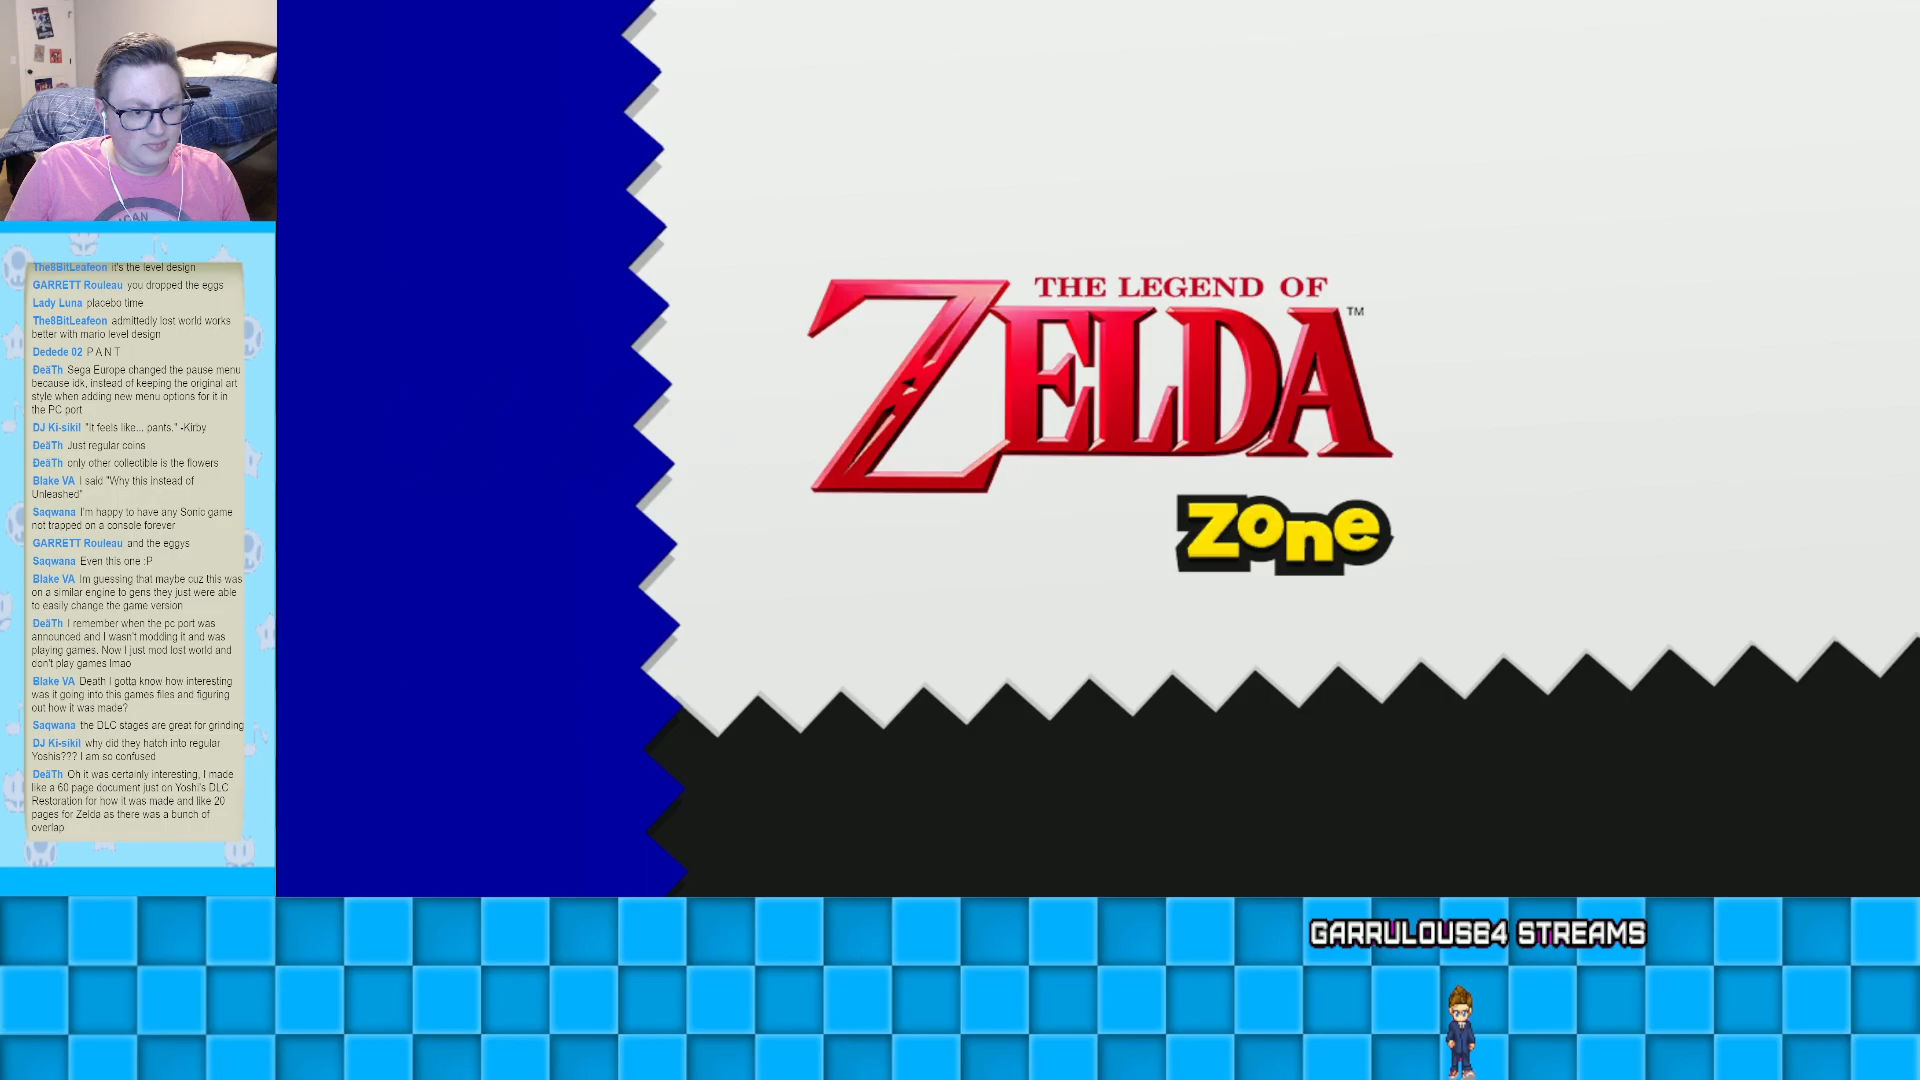 The8BitLeafeon it's the level design
GARRETT Rouleau you dropped the eggs
Lady Luna placebo time
The8BitLeafeon admittedly lost world works
better with mario level design
Dedede 02 P A N T
ĐeäTh Sega Europe changed the pause menu
because idk, instead of keeping the original art
style when adding new menu options for it in
the PC port
DJ Ki-sikil "It feels like... pants." -Kirby
ĐeäTh Just regular coins
ĐeäTh only other collectible is the flowers
Blake VA I said "Why this instead of
Unleashed"
Saqwana I'm happy to have any Sonic game
not trapped on a console forever
GARRETT Rouleau and the eggys
Saqwana Even this one :P
Blake VA Im guessing that maybe cuz this was
on a similar engine to gens they just were able
to easily change the game version
ĐeäTh I remember when the pc port was
announced and I wasn't modding it and was
playing games. Now I just mod lost world and
don't play games lmao
Blake VA Death I gotta know how interesting
was it going into this games files and figuring
out how it was made?
Saqwana the DLC stages are great for grinding
DJ Ki-sikil why did they hatch into regular
Yoshis??? I am so confused
ĐeäTh Oh it was certainly interesting, I made
like a 60 page document just on Yoshi's DLC
Restoration for how it was made and like 20
pages for Zelda as there was a bunch of
overlap
THE LEGEND OF
ZELDA™
zone
GARRULOUS64 STREAMS